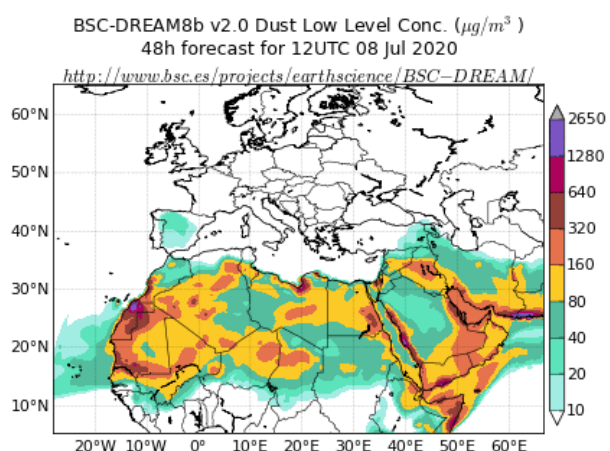 BSC-DREAM8b v2.0 Dust Low Level Conc. (μg/m³ )
48h forecast for 12UTC 08 Jul 2020
http://www.bsc.es/projects/earthscience/BSC−DREAM/
60°N
50°N
40°N
30°N
20°N
10°N
20°W 10°W 0° 10°E 20°E 30°E 40°E 50°E 60°E
2650
1280
640
320
160
80
40
20
10